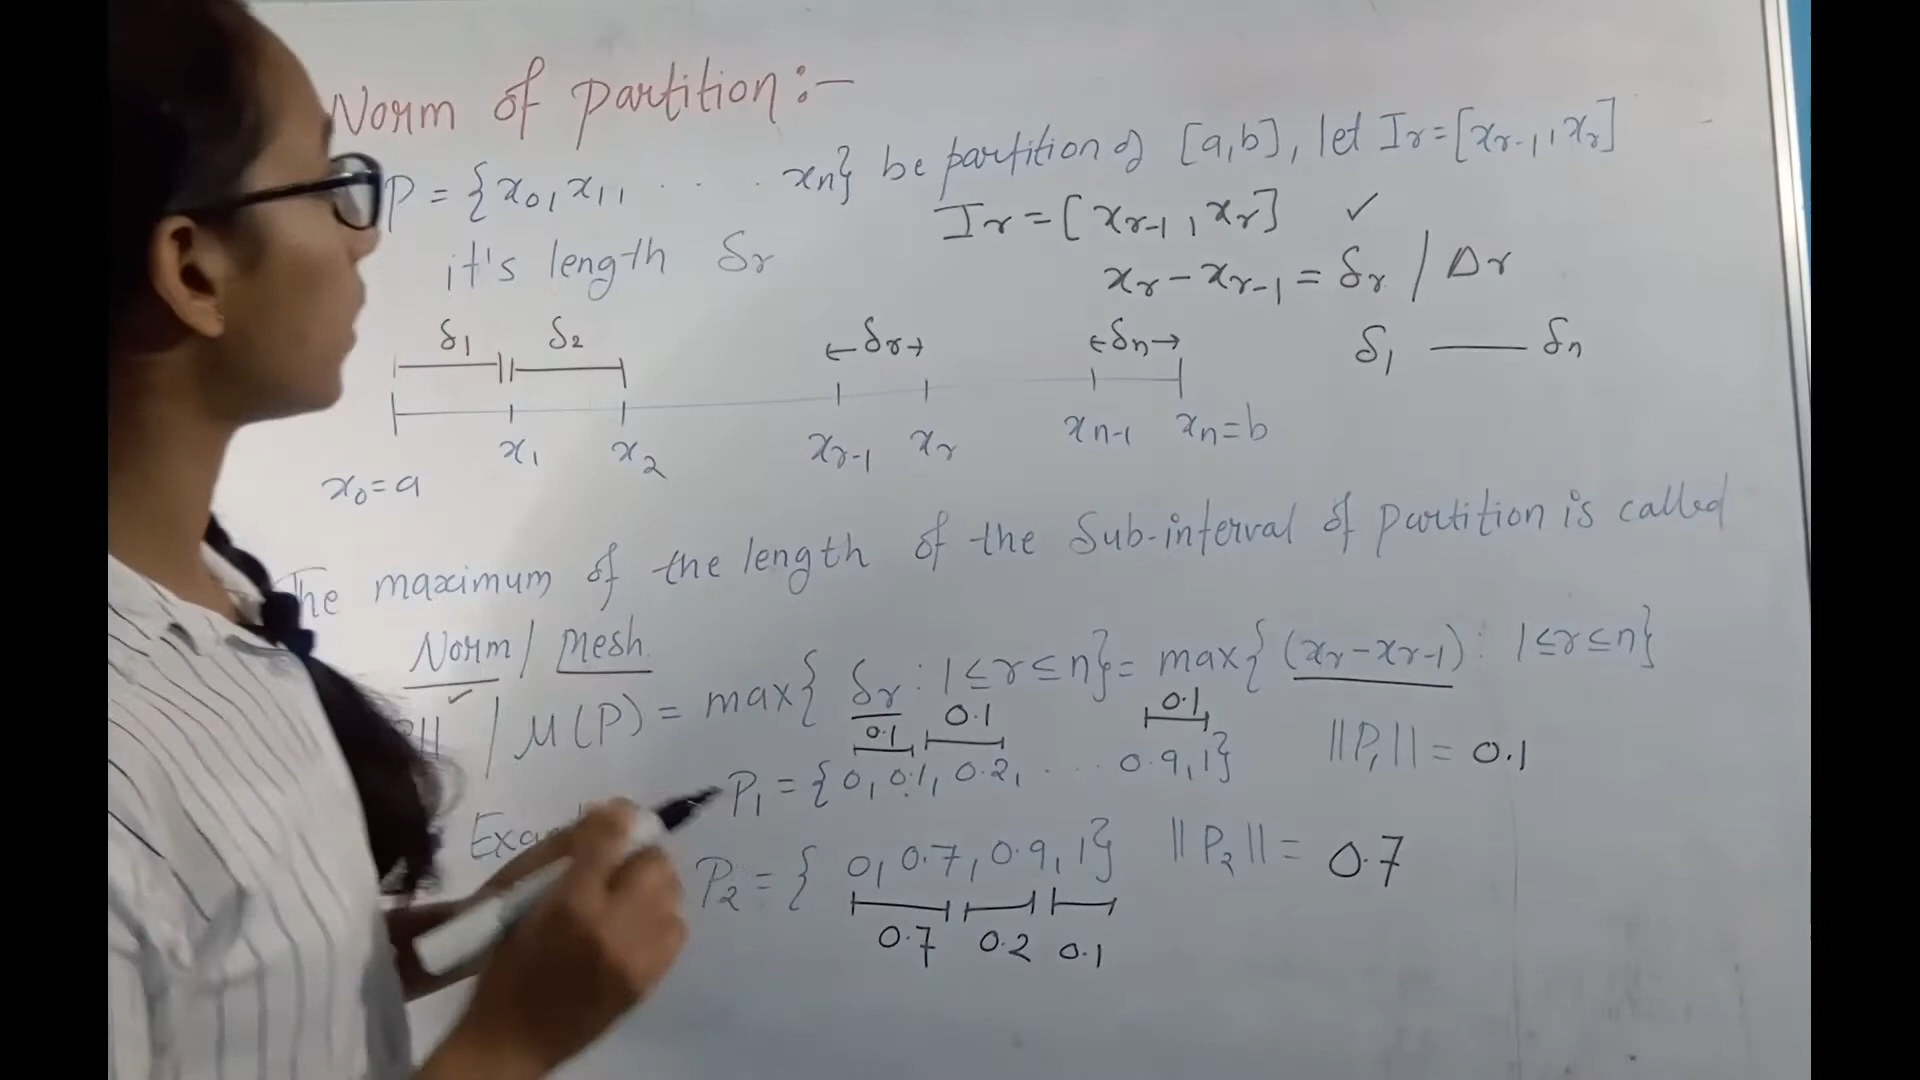 Norm of partition:-
P = {x₀, x₁, . . . xₙ} be partition of [a,b], let Iᵣ = [xᵣ₋₁, xᵣ]
Iᵣ = [xᵣ₋₁, xᵣ] ✓
it's length δᵣ
xᵣ - xᵣ₋₁ = δᵣ / Δr
δ₁ δ₂ ←δᵣ→ ←δₙ→
δ₁ — δₙ
x₁ x₂ xᵣ₋₁ xᵣ xₙ₋₁ xₙ=b
x₀=a
The maximum of the length of the Sub-interval of partition is called
Norm / Mesh
|| / μ(P) = max{ δᵣ : 1≤r≤n} = max{ (xᵣ-xᵣ₋₁) : 1≤r≤n}
0.1 0.1 0.1
P₁ = {0, 0.1, 0.2, . . . 0.9, 1} ||P₁|| = 0.1
P₂ = { 0, 0.7, 0.9, 1} ||P₂|| = 0.7
0.7 0.2 0.1